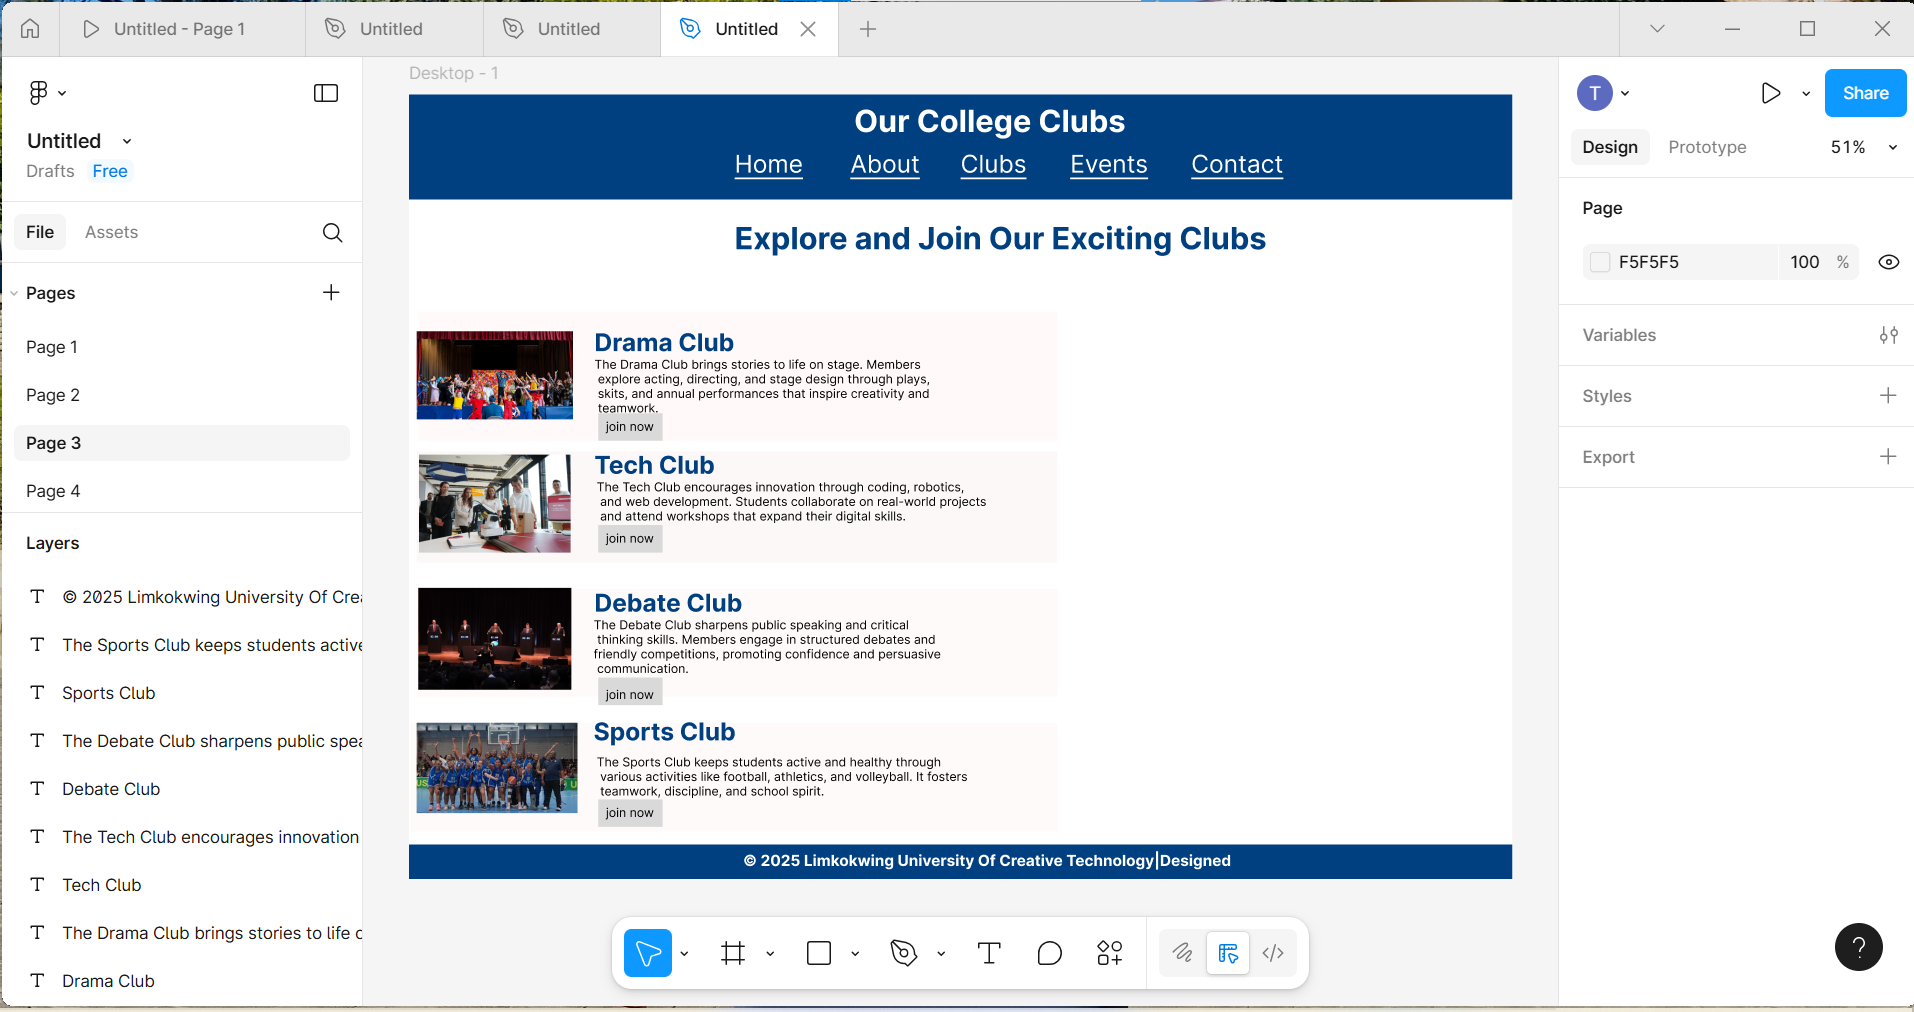 Untitled - Page 1
Untitled
Untitled
Untitled
Untitled
Drafts
Free
File
Assets
Pages
Page 1
Page 2
Page 3
Page 4
Layers
© 2025 Limkokwing University Of Crea
The Sports Club keeps students active
Sports Club
The Debate Club sharpens public spea
Debate Club
The Tech Club encourages innovation
Tech Club
The Drama Club brings stories to life o
Drama Club
Desktop - 1
Our College Clubs
Home
About
Clubs
Events
Contact
Explore and Join Our Exciting Clubs
Drama Club
The Drama Club brings stories to life on stage. Members
explore acting, directing, and stage design through plays,
skits, and annual performances that inspire creativity and
teamwork.
join now
Tech Club
The Tech Club encourages innovation through coding, robotics,
and web development. Students collaborate on real-world projects
and attend workshops that expand their digital skills.
join now
Debate Club
The Debate Club sharpens public speaking and critical
thinking skills. Members engage in structured debates and
friendly competitions, promoting confidence and persuasive
communication.
join now
Sports Club
The Sports Club keeps students active and healthy through
various activities like football, athletics, and volleyball. It fosters
teamwork, discipline, and school spirit.
join now
© 2025 Limkokwing University Of Creative Technology|Designed
T
Share
Design
Prototype
51%
Page
F5F5F5
100
%
Variables
Styles
Export
?